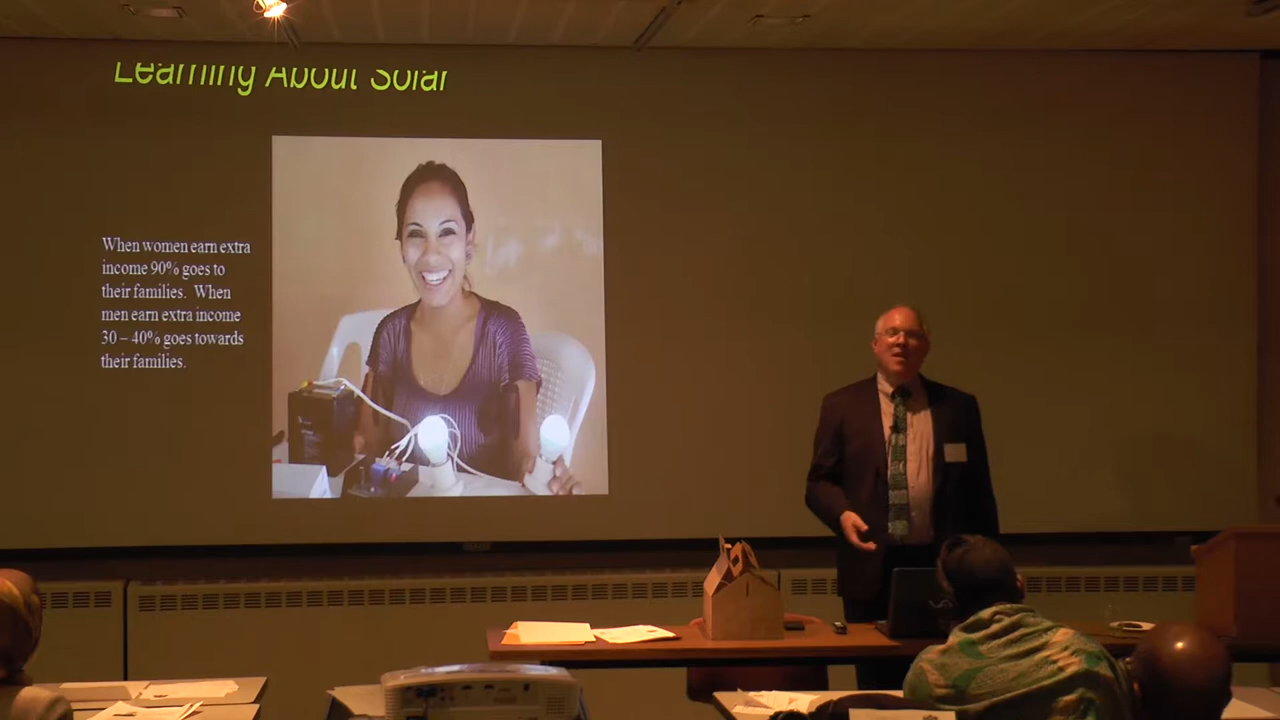 Learning About Solar
When women earn extra
income 90% goes to
their families. When
men earn extra income
30 – 40% goes towards
their families.